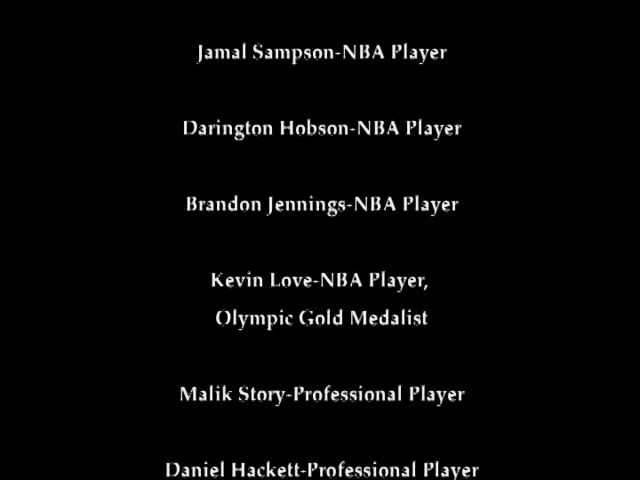 Jamal Sampson-NBA Player
Darington Hobson-NBA Player
Brandon Jennings-NBA Player
Kevin Love-NBA Player,
Olympic Gold Medalist
Malik Story-Professional Player
Daniel Hackett-Professional Player